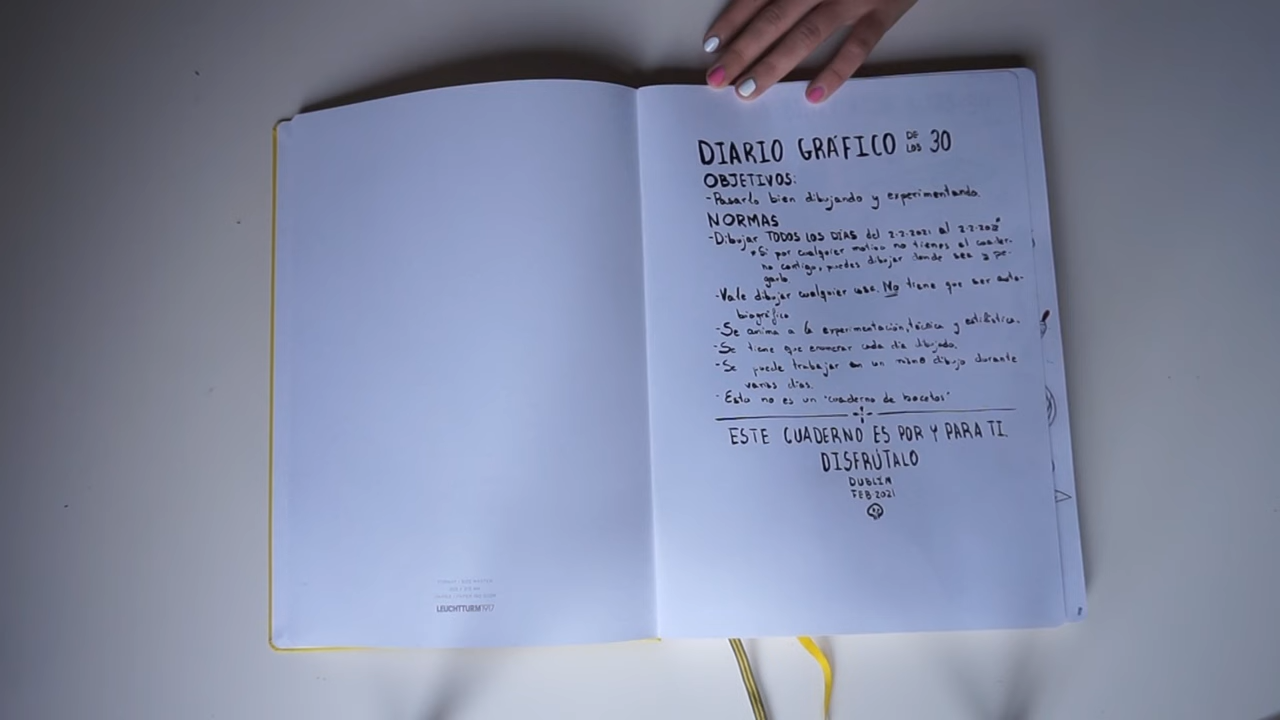 LEUCHTTURM1917
DIARIO GRÁFICO DE LOS 30
OBJETIVOS:
-Pasarlo bien dibujando y experimentando.
NORMAS
-Dibujar TODOS LOS DÍAS del 2-2-2021 al 2-2-2022*
*Si por cualquier motivo no tienes el cuader-
no contigo, puedes dibujar donde sea y pe-
garlo
-Vale dibujar cualquier cosa. No tiene que ser auto-
biográfico
-Se anima a la experimentación, técnica y estilística.
-Se tiene que enumerar cada día dibujado.
-Se puede trabajar en un mismo dibujo durante
varios días.
-Esto no es un "cuaderno de bocetos"
ESTE CUADERNO ES POR Y PARA TI.
DISFRÚTALO
DUBLIN
FEB 2021